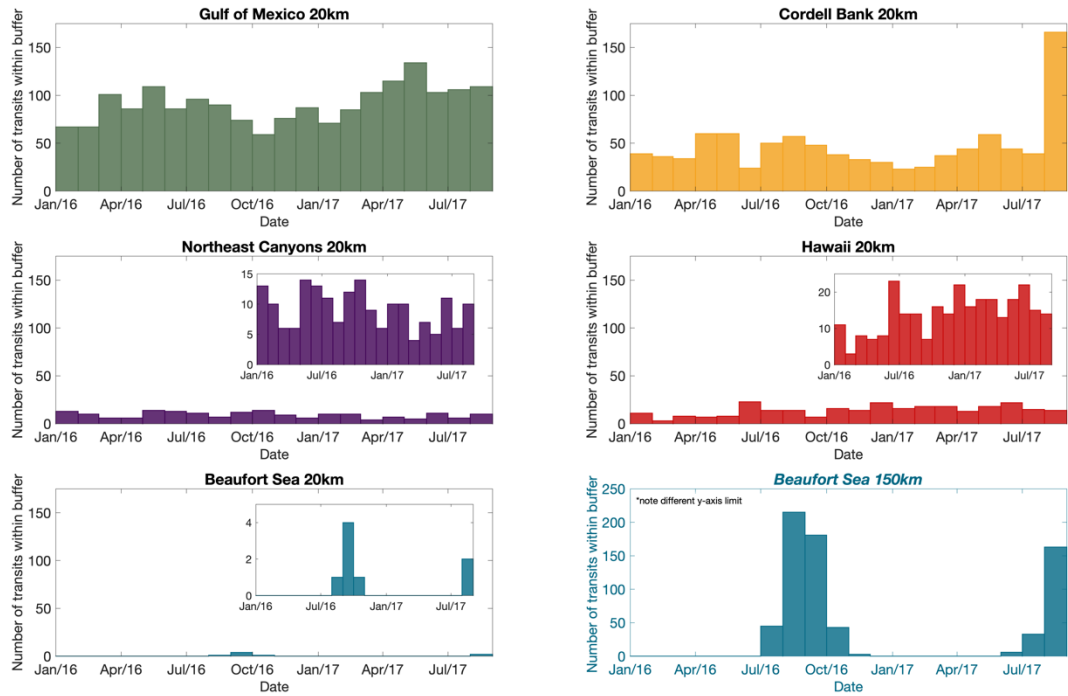 Gulf of Mexico 20km
Number of transits within buffer
150
100
50
0
Jan/16 Apr/16 Jul/16 Oct/16 Jan/17 Apr/17 Jul/17
Date
Cordell Bank 20km
Number of transits within buffer
150
100
50
0
Jan/16 Apr/16 Jul/16 Oct/16 Jan/17 Apr/17 Jul/17
Date
Northeast Canyons 20km
Number of transits within buffer
150
100
50
0
Jan/16 Apr/16 Jul/16 Oct/16 Jan/17 Apr/17 Jul/17
Date
15
10
5
0
Jan/16 Jul/16 Jan/17 Jul/17
Hawaii 20km
Number of transits within buffer
150
100
50
0
Jan/16 Apr/16 Jul/16 Oct/16 Jan/17 Apr/17 Jul/17
Date
20
10
0
Jan/16 Jul/16 Jan/17 Jul/17
Beaufort Sea 20km
Number of transits within buffer
150
100
50
0
Jan/16 Apr/16 Jul/16 Oct/16 Jan/17 Apr/17 Jul/17
Date
4
2
0
Jan/16 Jul/16 Jan/17 Jul/17
Beaufort Sea 150km
*note different y-axis limit
Number of transits within buffer
250
200
150
100
50
0
Jan/16 Apr/16 Jul/16 Oct/16 Jan/17 Apr/17 Jul/17
Date